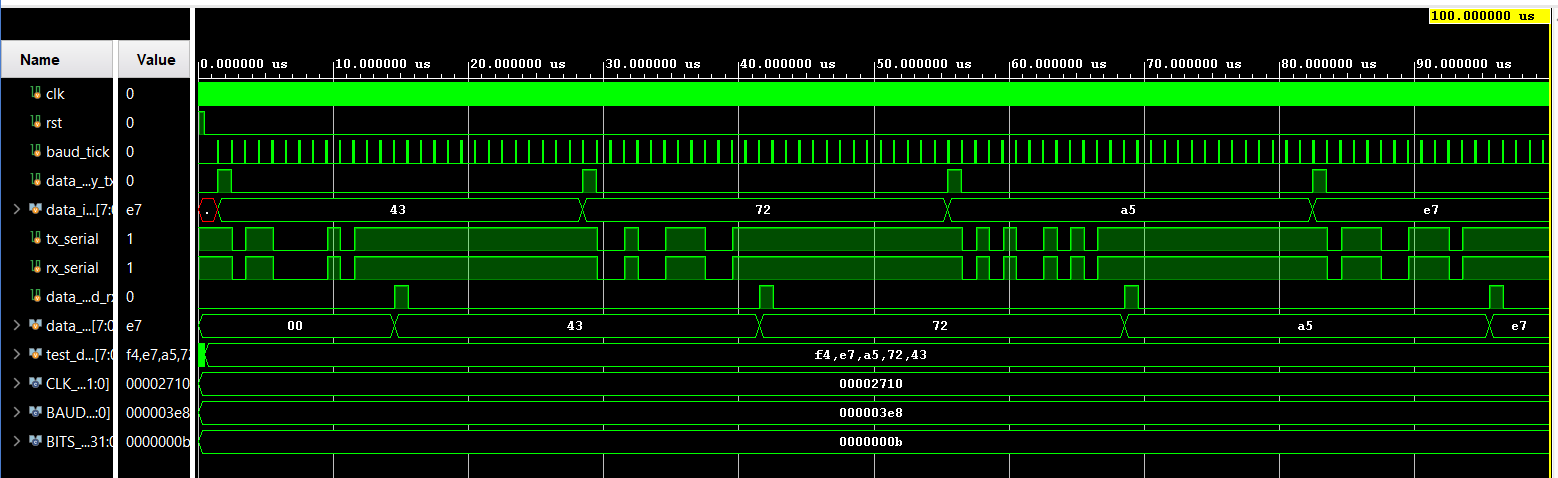 100.000000 us
Name Value
0.000000 us 10.000000 us 20.000000 us 30.000000 us 40.000000 us 50.000000 us 60.000000 us 70.000000 us 80.000000 us 90.000000 us
clk 0
rst 0
baud_tick 0
data_...y_tx 0
data_i...[7:0 e7 . 43 72 a5 e7
tx_serial 1
rx_serial 1
data_...d_rx 0
data_...[7:0 e7 00 43 72 a5 e7
test_d...[7:0 f4,e7,a5,72 f4,e7,a5,72,43
CLK_...1:0] 00002710 00002710
BAUD...:0] 000003e8 000003e8
BITS_...31:0 0000000b 0000000b